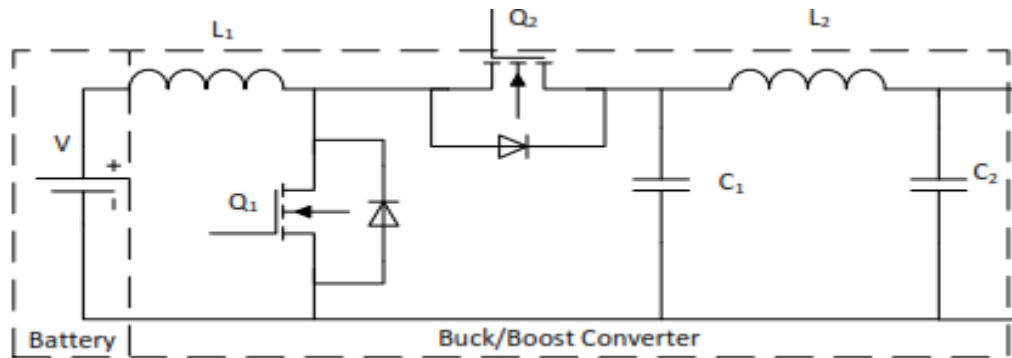 Q₂
L₁
L₂
V
+
Q₁
C₁
C₂
Battery
Buck/Boost Converter